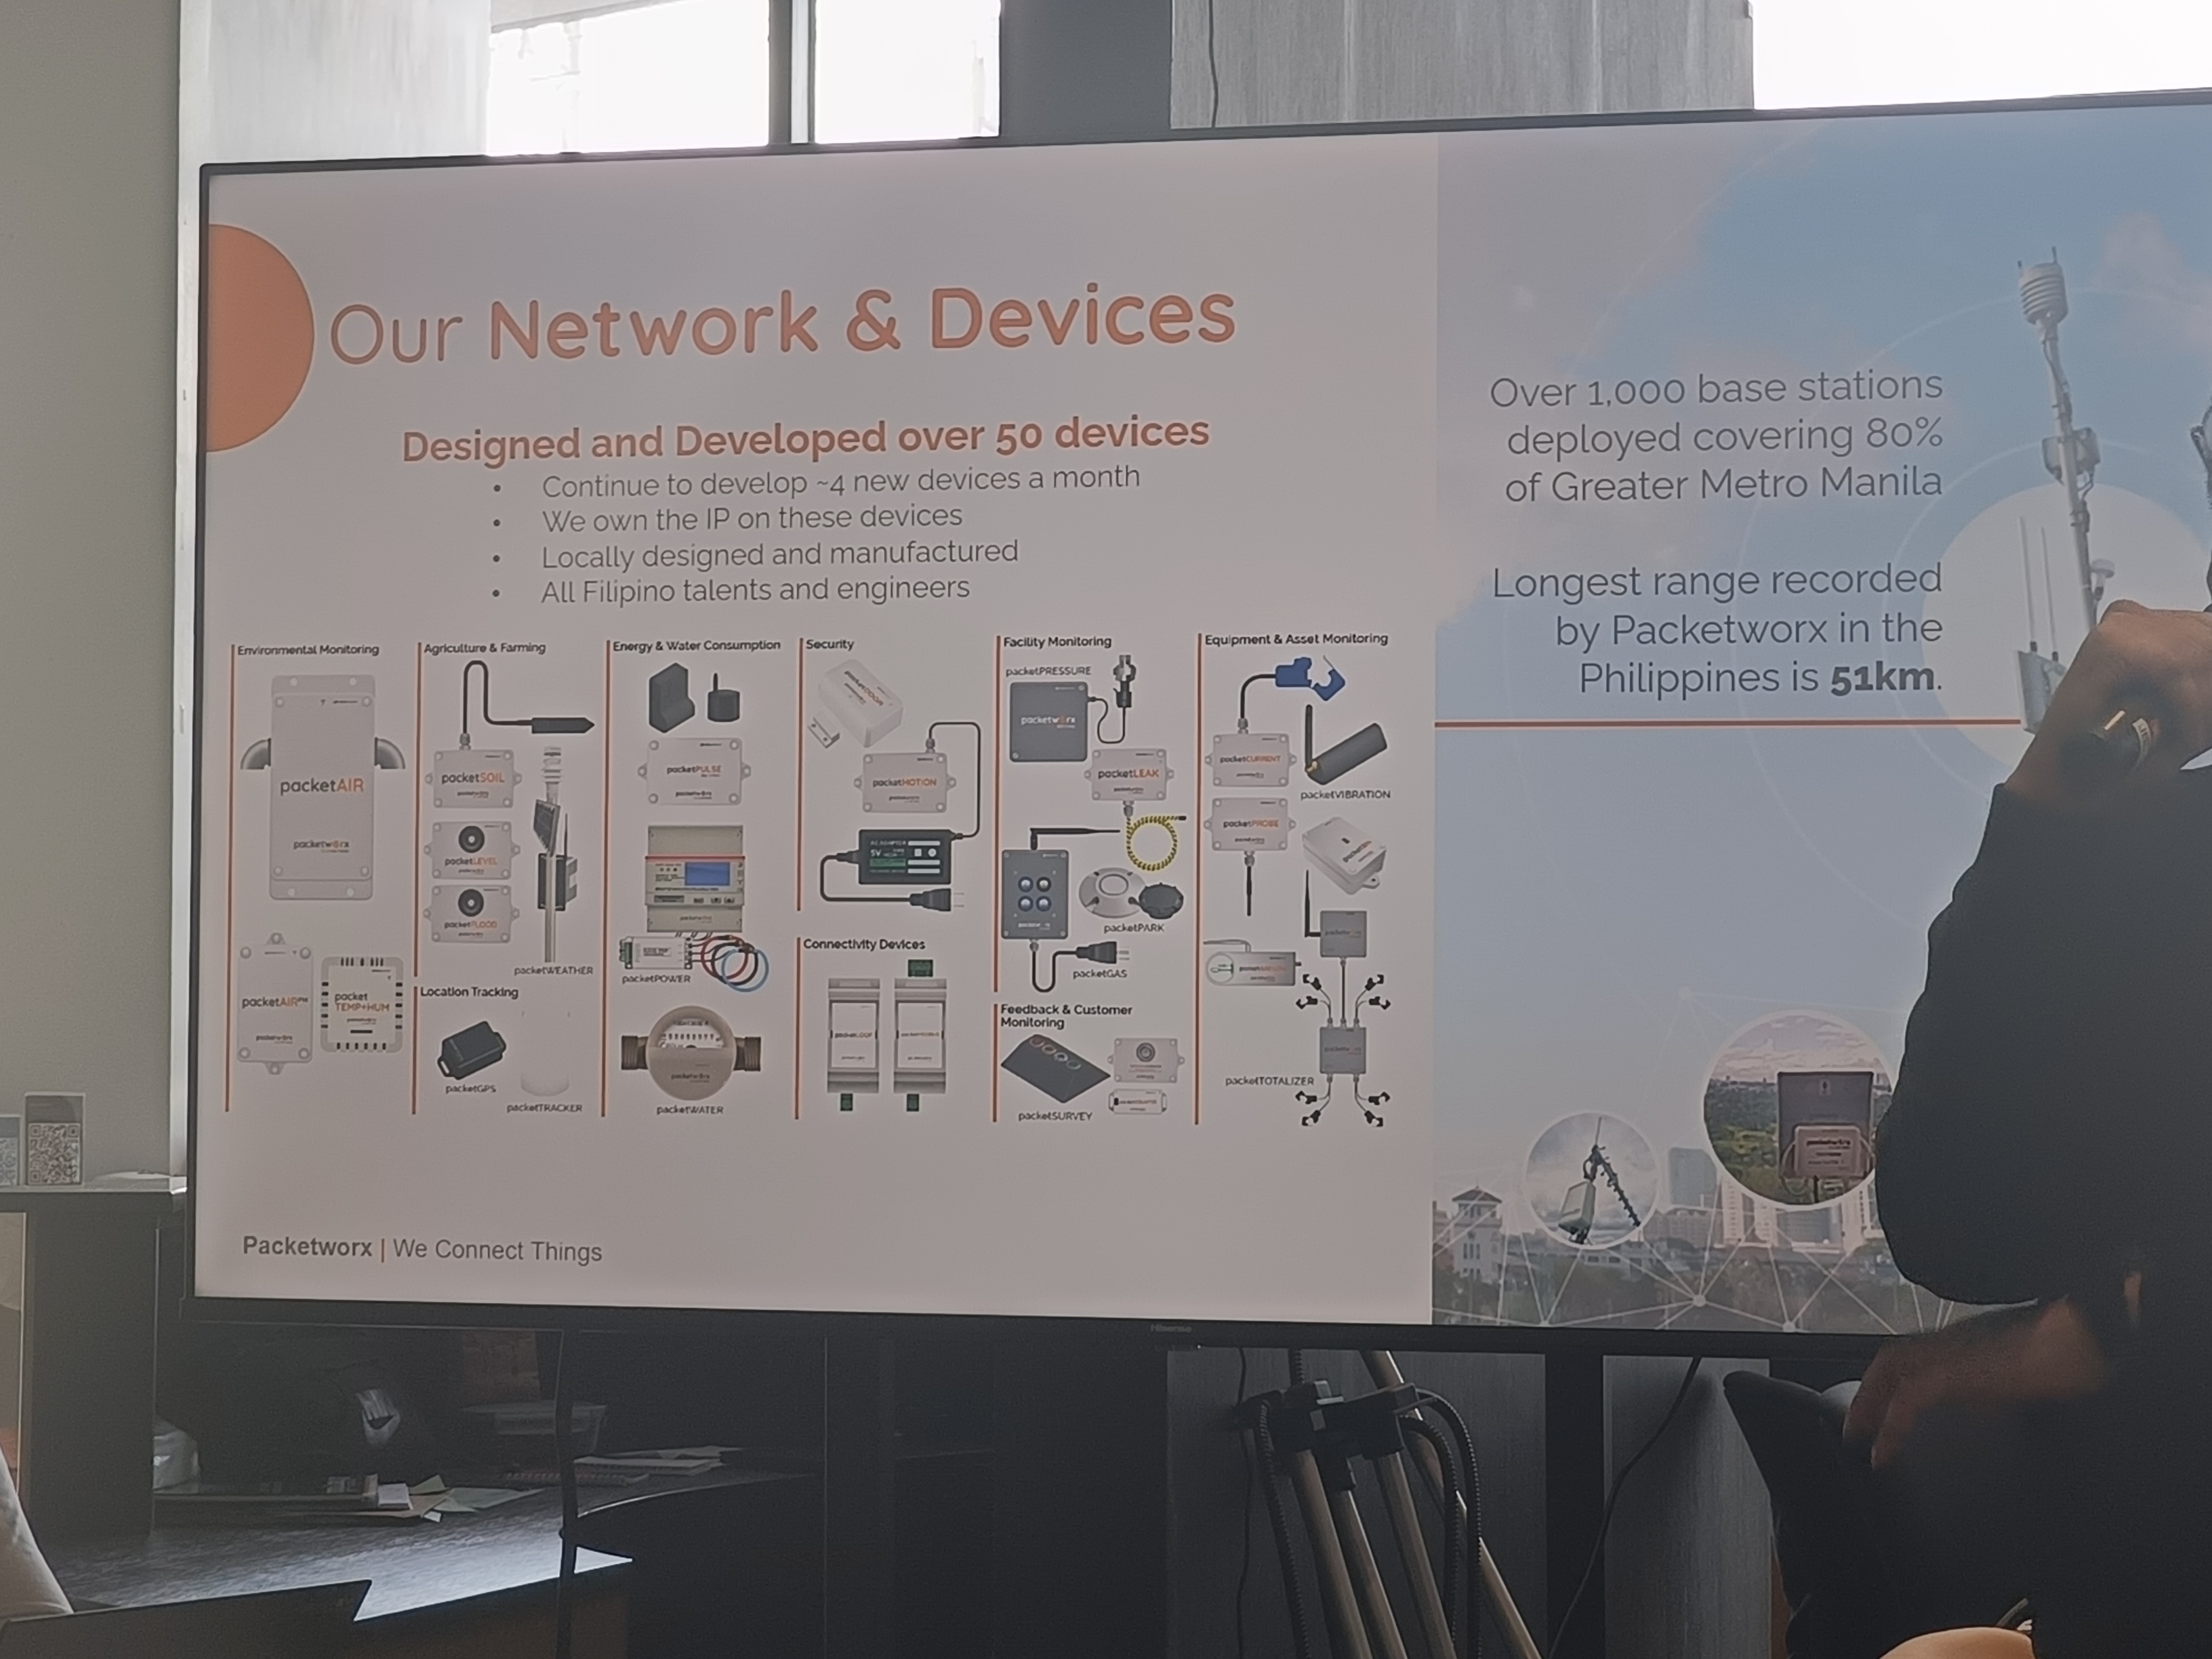 Our Network & Devices
Designed and Developed over 50 devices
• Continue to develop ~4 new devices a month
• We own the IP on these devices
• Locally designed and manufactured
• All Filipino talents and engineers
Environmental Monitoring
packetAIR
packetworx
packetAIR
packet
TEMP+HUM
Agriculture & Farming
packetSOIL
packetLEVEL
packetFLOOD
packetWEATHER
Location Tracking
packetGPS
packetTRACKER
Energy & Water Consumption
packetPULSE
packetPOWER
packetWATER
Security
packetDOOR
packetMOTION
AC ADAPTER
5V
Connectivity Devices
packetLOOP
Facility Monitoring
packetPRESSURE
packetworx
packetLEAK
packetPARK
packetGAS
Feedback & Customer
Monitoring
packetSURVEY
Equipment & Asset Monitoring
packetCURRENT
packetVIBRATION
packetPROBE
packetTOTALIZER
Over 1,000 base stations
deployed covering 80%
of Greater Metro Manila
Longest range recorded
by Packetworx in the
Philippines is 51km.
Packetworx | We Connect Things
Hisense